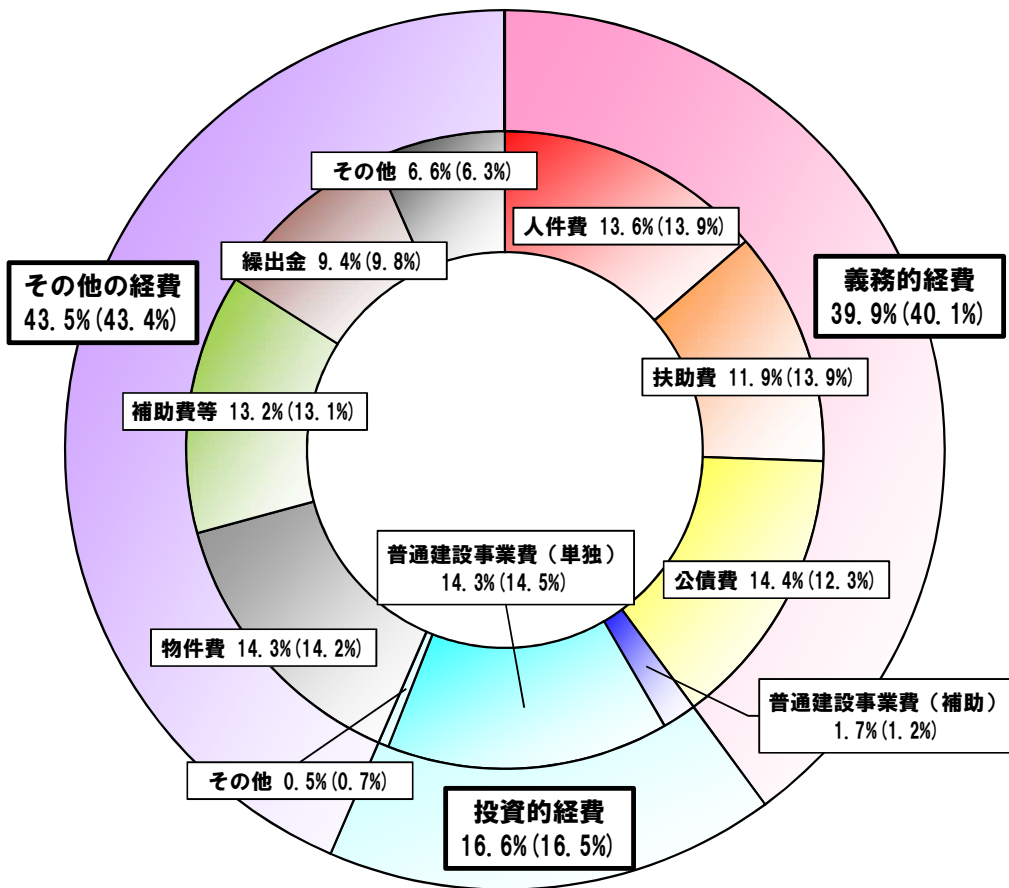 その他 6.6%(6.3%)
人件費 13.6%(13.9%)
繰出金 9.4%(9.8%)
その他の経費
43.5%(43.4%)
義務的経費
39.9%(40.1%)
扶助費 11.9%(13.9%)
補助費等 13.2%(13.1%)
普通建設事業費（単独）
14.3%(14.5%)
公債費 14.4%(12.3%)
物件費 14.3%(14.2%)
普通建設事業費（補助）
1.7%(1.2%)
その他 0.5%(0.7%)
投資的経費
16.6%(16.5%)